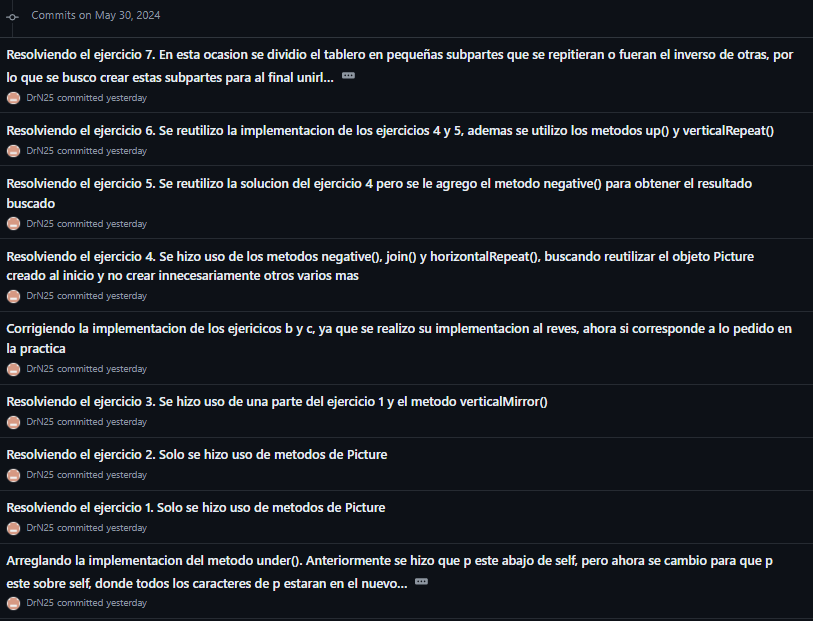 Commits on May 30, 2024
Resolviendo el ejercicio 7. En esta ocasion se dividio el tablero en pequeñas subpartes que se repitieran o fueran el inverso de otras, por
lo que se busco crear estas subpartes para al final unirl...
DrN25 committed yesterday
Resolviendo el ejercicio 6. Se reutilizo la implementacion de los ejercicios 4 y 5, ademas se utilizo los metodos up() y verticalRepeat()
DrN25 committed yesterday
Resolviendo el ejercicio 5. Se reutilizo la solucion del ejercicio 4 pero se le agrego el metodo negative() para obtener el resultado
buscado
DrN25 committed yesterday
Resolviendo el ejercicio 4. Se hizo uso de los metodos negative(), join() y horizontalRepeat(), buscando reutilizar el objeto Picture
creado al inicio y no crear innecesariamente otros varios mas
DrN25 committed yesterday
Corrigiendo la implementacion de los ejericicos b y c, ya que se realizo su implementacion al reves, ahora si corresponde a lo pedido en
la practica
DrN25 committed yesterday
Resolviendo el ejercicio 3. Se hizo uso de una parte del ejercicio 1 y el metodo verticalMirror()
DrN25 committed yesterday
Resolviendo el ejercicio 2. Solo se hizo uso de metodos de Picture
DrN25 committed yesterday
Resolviendo el ejercicio 1. Solo se hizo uso de metodos de Picture
DrN25 committed yesterday
Arreglando la implementacion del metodo under(). Anteriormente se hizo que p este abajo de self, pero ahora se cambio para que p
este sobre self, donde todos los caracteres de p estaran en el nuevo...
DrN25 committed yesterday